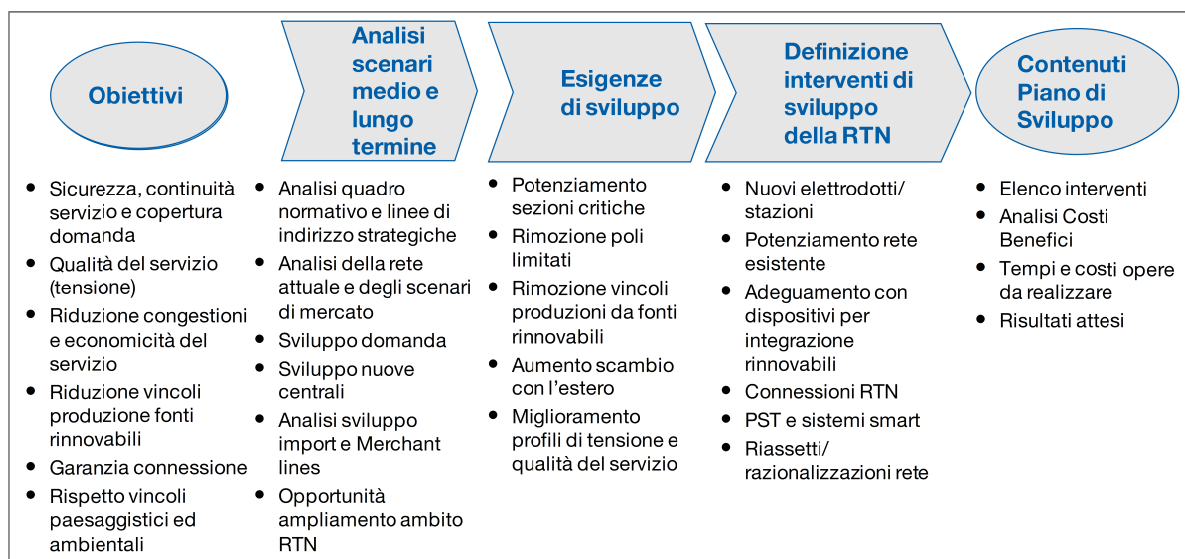 Obiettivi
Analisi
scenari
medio e
lungo
termine
Esigenze
di sviluppo
Definizione
interventi di
sviluppo
della RTN
Contenuti
Piano di
Sviluppo
• Sicurezza, continuità
servizio e copertura
domanda
• Qualità del servizio
(tensione)
• Riduzione congestioni
e economicità del
servizio
• Riduzione vincoli
produzione fonti
rinnovabili
• Garanzia connessione
• Rispetto vincoli
paesaggistici ed
ambientali
• Analisi quadro
normativo e linee di
indirizzo strategiche
• Analisi della rete
attuale e degli scenari
di mercato
• Sviluppo domanda
• Sviluppo nuove
centrali
• Analisi sviluppo
import e Merchant
lines
• Opportunità
ampliamento ambito
RTN
• Potenziamento
sezioni critiche
• Rimozione poli
limitati
• Rimozione vincoli
produzioni da fonti
rinnovabili
• Aumento scambio
con l'estero
• Miglioramento
profili di tensione e
qualità del servizio
• Nuovi elettrodotti/
stazioni
• Potenziamento rete
esistente
• Adeguamento con
dispositivi per
integrazione
rinnovabili
• Connessioni RTN
• PST e sistemi smart
• Riassetti/
razionalizzazioni rete
• Elenco interventi
• Analisi Costi
Benefici
• Tempi e costi opere
da realizzare
• Risultati attesi